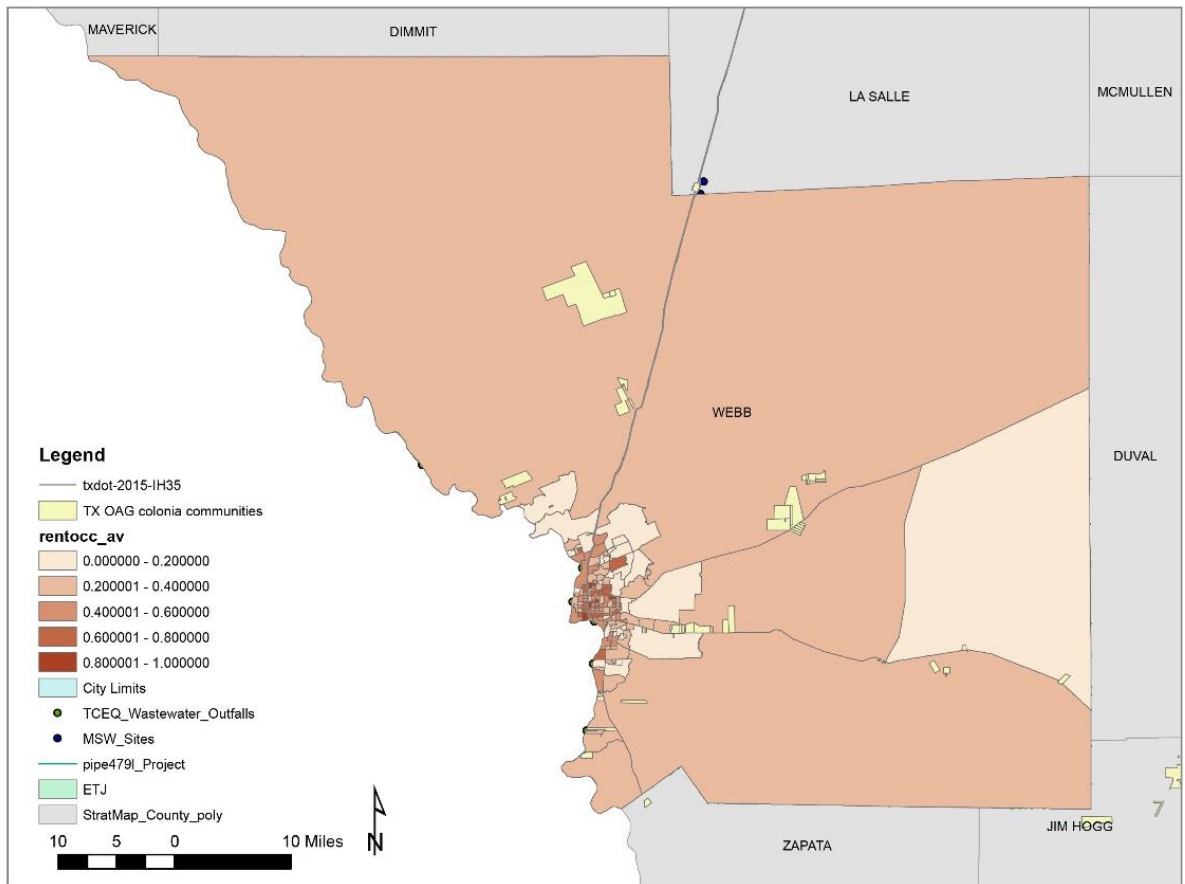 MAVERICK
DIMMIT
LA SALLE
MCMULLEN
WEBB
DUVAL
Legend
txdot-2015-IH35
TX OAG colonia communities
rentocc_av
0.000000 - 0.200000
0.200001 - 0.400000
0.400001 - 0.600000
0.600001 - 0.800000
0.800001 - 1.000000
City Limits
TCEQ_Wastewater_Outfalls
MSW_Sites
pipe479l_Project
ETJ
StratMap_County_poly
10 5 0 10 Miles
N
JIM HOGG
ZAPATA